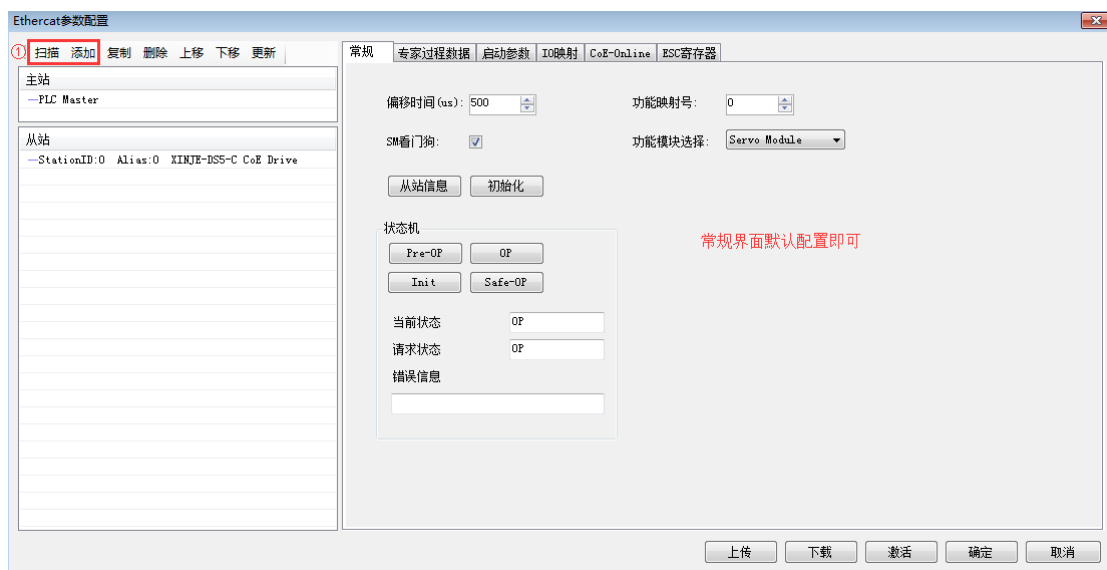 Ethercat参数配置
① 扫描 添加 复制 删除 上移 下移 更新
主站
PLC Master
从站
StationID:0 Alias:0 XINJE-DS5-C CoE Drive
常规 专家过程数据 启动参数 IO映射 CoE-Online ESC寄存器
偏移时间(us): 500 功能映射号: 0
SM看门狗: 功能模块选择: Servo Module
从站信息 初始化
状态机
常规界面默认配置即可
Pre-OP OP
Init Safe-OP
当前状态 OP
请求状态 OP
错误信息
上传 下载 激活 确定 取消